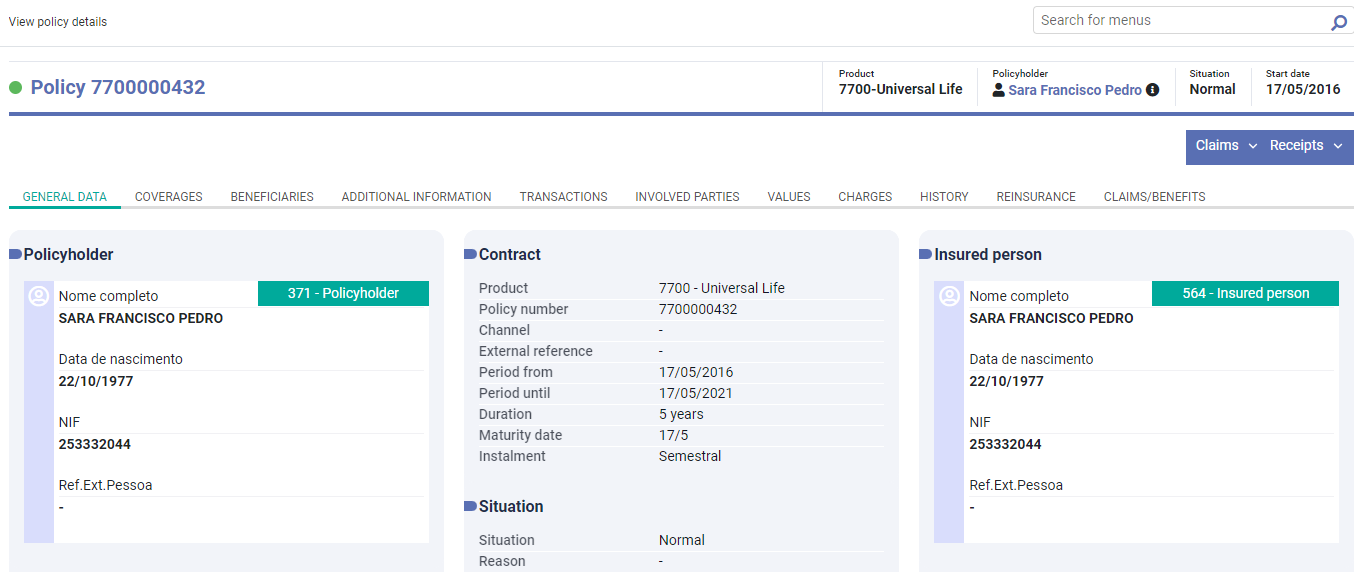 View policy details
Search for menus
Policy 7700000432
Product
7700-Universal Life
Policyholder
Sara Francisco Pedro
Situation
Normal
Start date
17/05/2016
Claims
Receipts
GENERAL DATA COVERAGES BENEFICIARIES ADDITIONAL INFORMATION TRANSACTIONS INVOLVED PARTIES VALUES CHARGES HISTORY REINSURANCE CLAIMS/BENEFITS
Policyholder
371 - Policyholder
Nome completo
SARA FRANCISCO PEDRO
Data de nascimento
22/10/1977
NIF
253332044
Ref.Ext.Pessoa
-
Contract
Product 7700 - Universal Life
Policy number 7700000432
Channel -
External reference -
Period from 17/05/2016
Period until 17/05/2021
Duration 5 years
Maturity date 17/5
Instalment Semestral
Situation
Situation Normal
Reason -
Insured person
564 - Insured person
Nome completo
SARA FRANCISCO PEDRO
Data de nascimento
22/10/1977
NIF
253332044
Ref.Ext.Pessoa
-